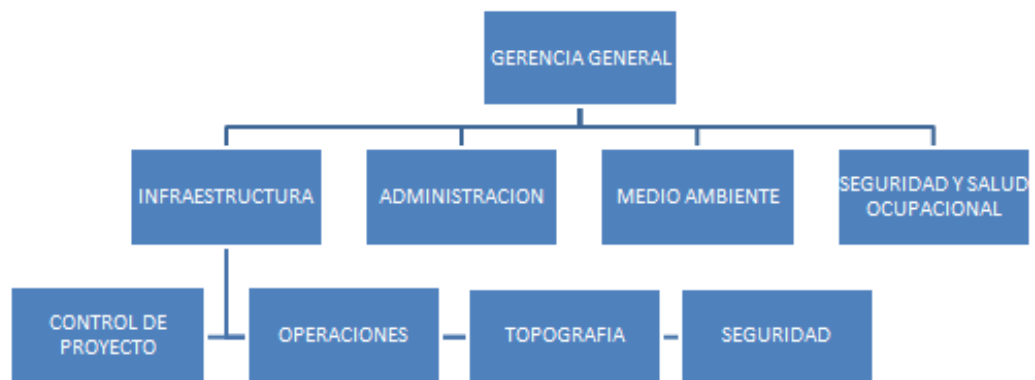 GERENCIA GENERAL
INFRAESTRUCTURA
ADMINISTRACION
MEDIO AMBIENTE
SEGURIDAD Y SALUD
OCUPACIONAL
CONTROL DE
PROYECTO
OPERACIONES
TOPOGRAFIA
SEGURIDAD